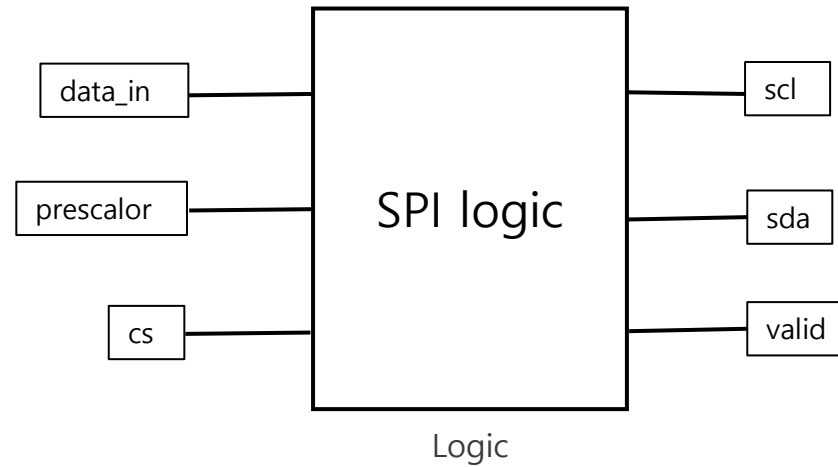 data_in
scl
SPI logic
prescalor
sda
cs
valid
Logic